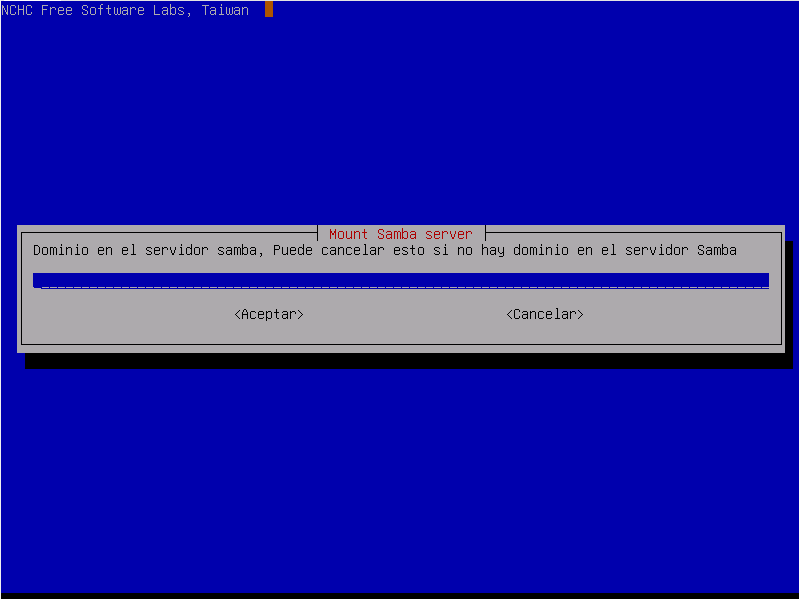 NCHC Free Software Labs, Taiwan
Mount Samba server
Dominio en el servidor samba, Puede cancelar esto si no hay dominio en el servidor Samba
<Aceptar> <Cancelar>